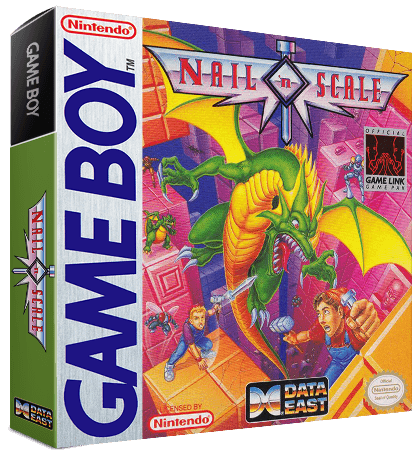 GAME BOY
NAIL 'n' SCALE
DATA
EAST
Nintendo
GAME BOY
TM
NAIL 'n' SCALE
OFFICIAL
GAME LINK
GAME PAK
LICENSED BY
Nintendo
DATA
EAST
Official
Nintendo
Seal of Quality